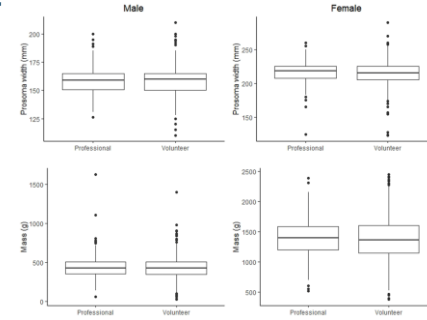 Male
Female
Prosoma width (mm)
200
175
150
125
Professional
Volunteer
Prosoma width (mm)
250
200
150
Professional
Volunteer
Mass (g)
1500
1000
500
0
Professional
Volunteer
Mass (g)
2500
2000
1500
1000
500
Professional
Volunteer